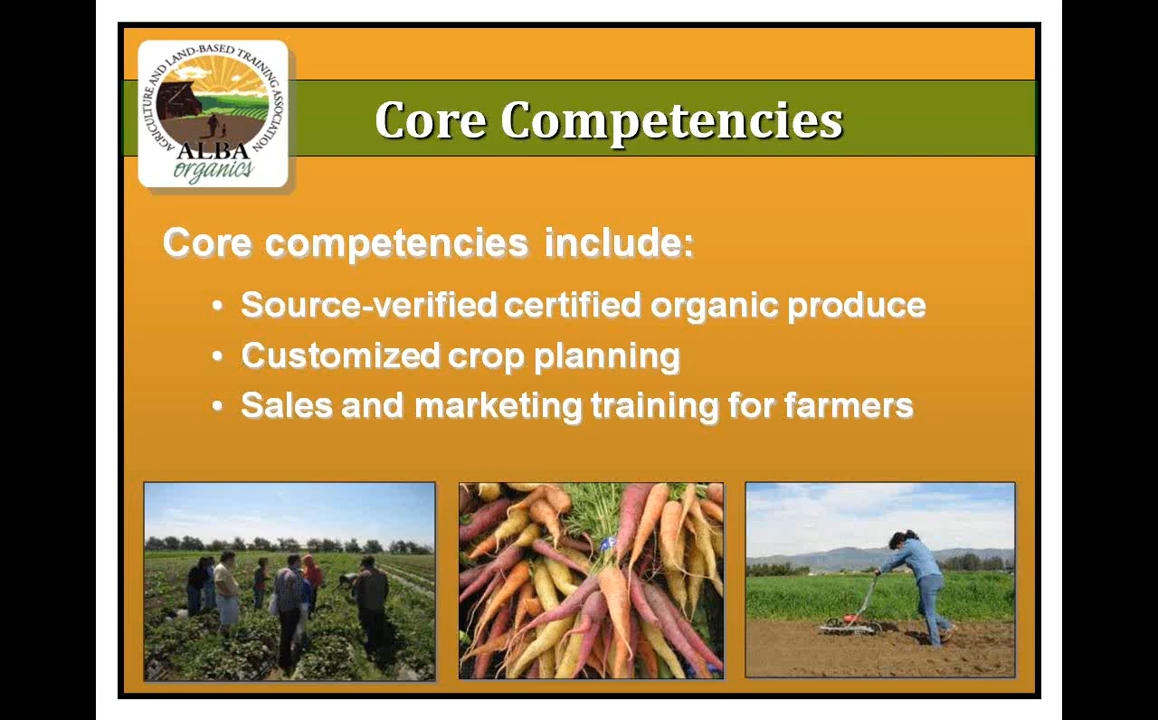 AGRICULTURE AND LAND-BASED TRAINING ASSOCIATION
ALBA
organics
Core Competencies
Core competencies include:
• Source-verified certified organic produce
• Customized crop planning
• Sales and marketing training for farmers